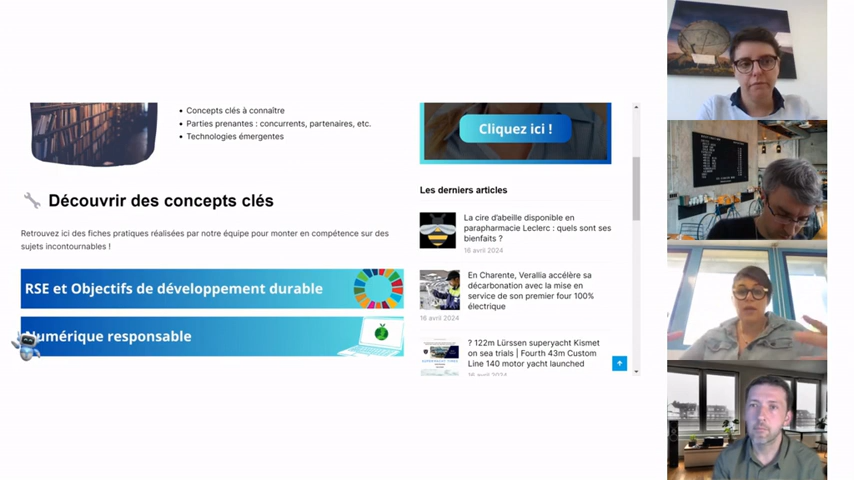 Concepts clés à connaître
Parties prenantes : concurrents, partenaires, etc.
Technologies émergentes
Découvrir des concepts clés
Retrouvez ici des fiches pratiques réalisées par notre équipe pour monter en compétence sur des
sujets incontournables !
RSE et Objectifs de développement durable
Numérique responsable
Cliquez ici !
Les derniers articles
La cire d'abeille disponible en
parapharmacie Leclerc : quels sont ses
bienfaits ?
16 avril 2024
En Charente, Verallia accélère sa
décarbonation avec la mise en
service de son premier four 100%
électrique
16 avril 2024
? 122m Lürssen superyacht Kismet
on sea trials | Fourth 43m Custom
Line 140 motor yacht launched
16 avril 2024